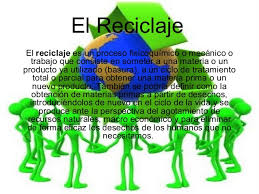 El Reciclaje
El reciclaje es un proceso fisicoquímico o mecánico o
trabajo que consiste en someter a una materia o un
producto ya utilizado (basura), a un ciclo de tratamiento
total o parcial para obtener una materia prima o un
nuevo producto. También se podría definir como la
obtención de materias primas a partir de desechos,
introduciéndolos de nuevo en el ciclo de la vida y se
produce ante la perspectiva del agotamiento de
recursos naturales, macro económico y para eliminar
de forma eficaz los desechos de los humanos que no
necesitamos.